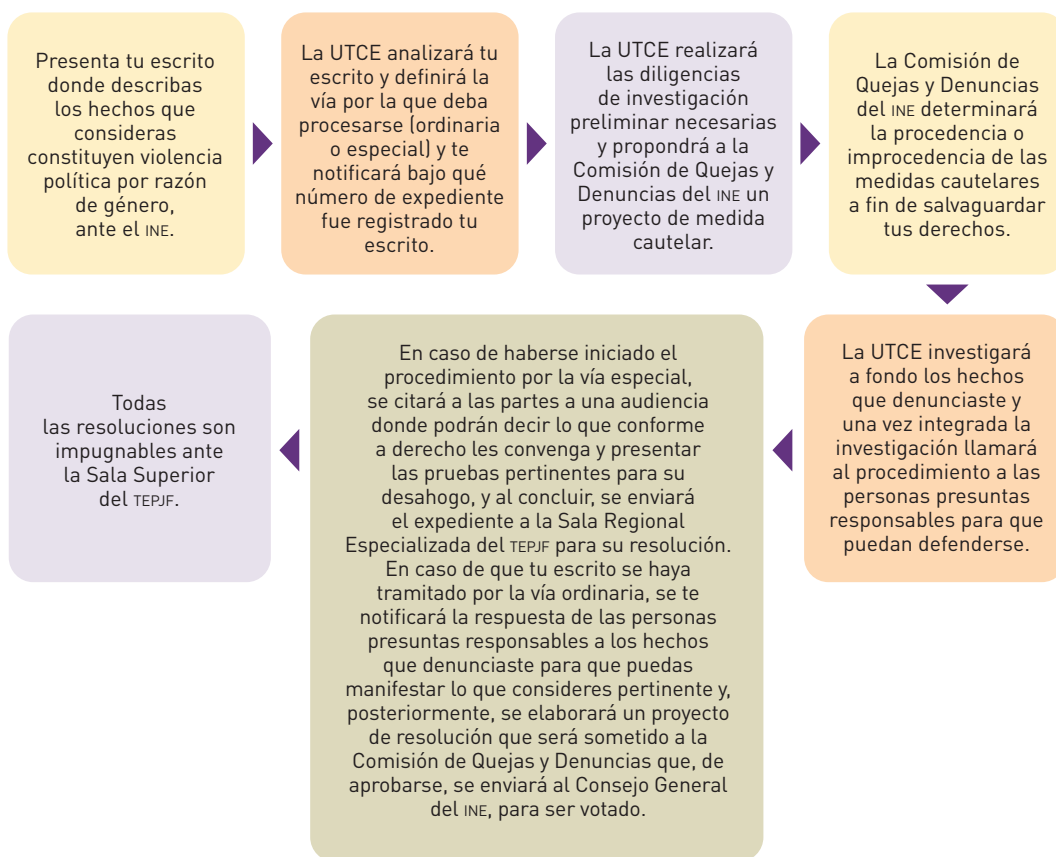 Presenta tu escrito
donde describas
los hechos que
consideras
constituyen violencia
política por razón
de género,
ante el INE.
La UTCE analizará tu
escrito y definirá la
vía por la que deba
procesarse (ordinaria
o especial) y te
notificará bajo qué
número de expediente
fue registrado tu
escrito.
La UTCE realizará
las diligencias
de investigación
preliminar necesarias
y propondrá a la
Comisión de Quejas y
Denuncias del INE un
proyecto de medida
cautelar.
La Comisión de
Quejas y Denuncias
del INE determinará
la procedencia o
improcedencia de las
medidas cautelares
a fin de salvaguardar
tus derechos.
La UTCE investigará
a fondo los hechos
que denunciaste y
una vez integrada la
investigación llamará
al procedimiento a las
personas presuntas
responsables para que
puedan defenderse.
En caso de haberse iniciado el
procedimiento por la vía especial,
se citará a las partes a una audiencia
donde podrán decir lo que conforme
a derecho les convenga y presentar
las pruebas pertinentes para su
desahogo, y al concluir, se enviará
el expediente a la Sala Regional
Especializada del TEPJF para su resolución.
En caso de que tu escrito se haya
tramitado por la vía ordinaria, se te
notificará la respuesta de las personas
presuntas responsables a los hechos
que denunciaste para que puedas
manifestar lo que consideres pertinente y,
posteriormente, se elaborará un proyecto
de resolución que será sometido a la
Comisión de Quejas y Denuncias que, de
aprobarse, se enviará al Consejo General
del INE, para ser votado.
Todas
las resoluciones son
impugnables ante
la Sala Superior
del TEPJF.